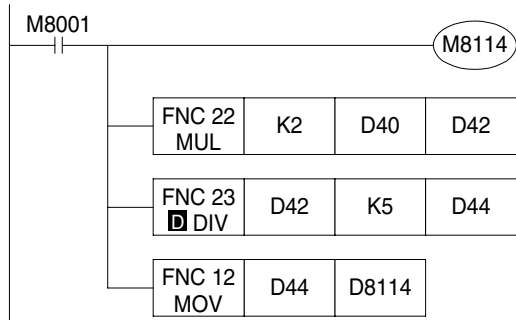 M8001
M8114
FNC 22
MUL K2 D40 D42
FNC 23
D DIV D42 K5 D44
FNC 12
MOV D44 D8114